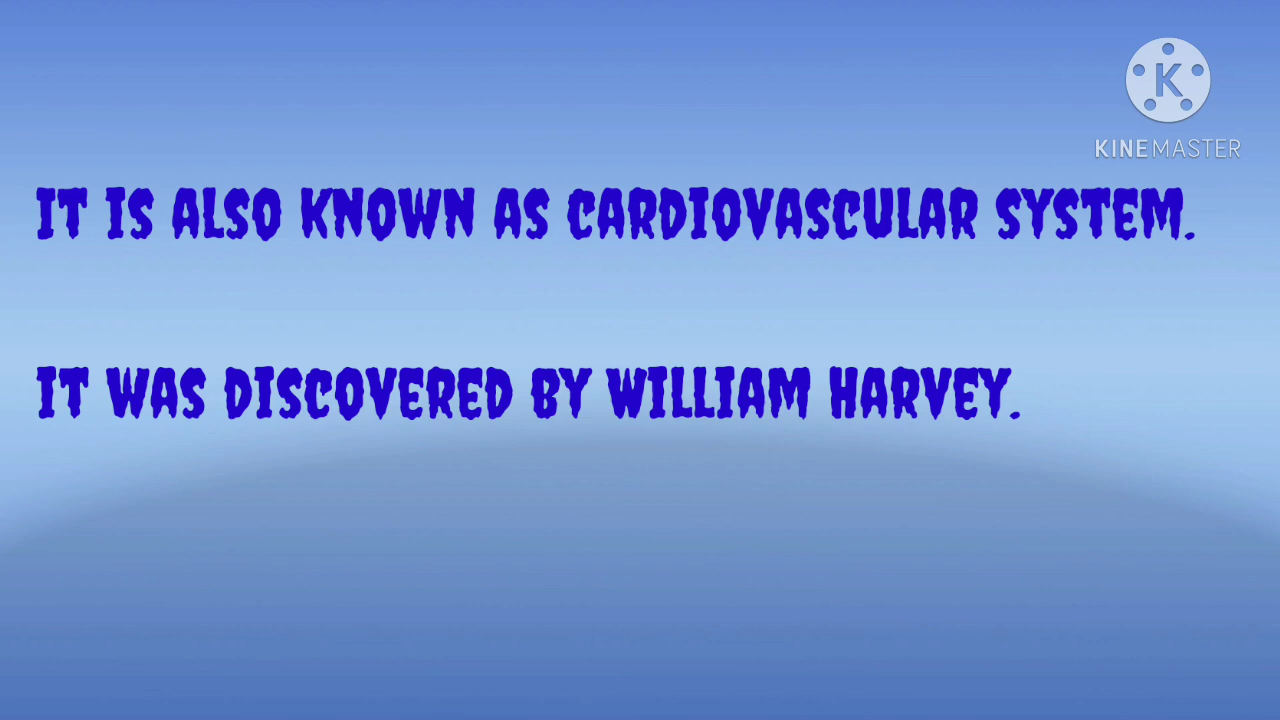 K
KINEMASTER
IT IS ALSO KNOWN AS CARDIOVASCULAR SYSTEM.
IT WAS DISCOVERED BY WILLIAM HARVEY.